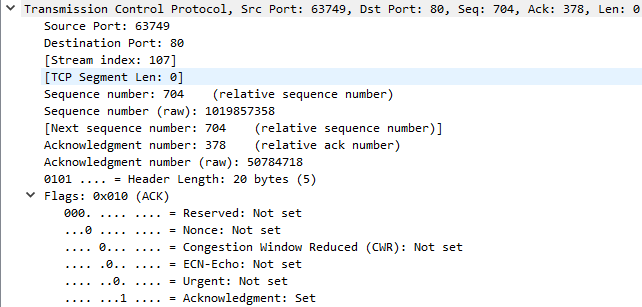 Transmission Control Protocol, Src Port: 63749, Dst Port: 80, Seq: 704, Ack: 378, Len: 0
Source Port: 63749
Destination Port: 80
[Stream index: 107]
[TCP Segment Len: 0]
Sequence number: 704    (relative sequence number)
Sequence number (raw): 1019857358
[Next sequence number: 704    (relative sequence number)]
Acknowledgment number: 378    (relative ack number)
Acknowledgment number (raw): 50784718
0101 .... = Header Length: 20 bytes (5)
Flags: 0x010 (ACK)
000. .... .... = Reserved: Not set
...0 .... .... = Nonce: Not set
.... 0... .... = Congestion Window Reduced (CWR): Not set
.... .0.. .... = ECN-Echo: Not set
.... ..0. .... = Urgent: Not set
.... ...1 .... = Acknowledgment: Set